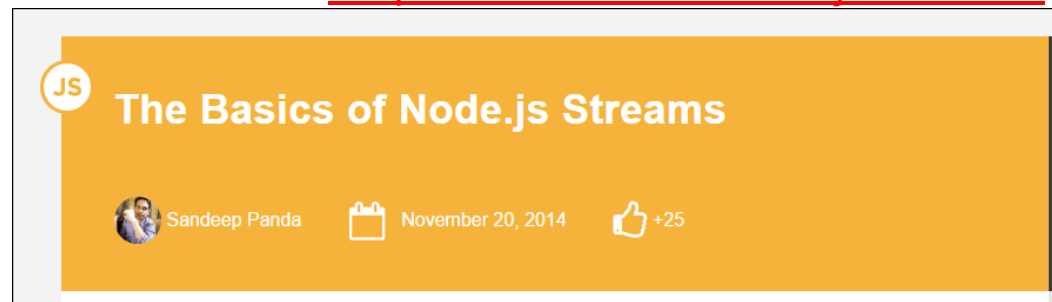 JS
The Basics of Node.js Streams
Sandeep Panda November 20, 2014 +25